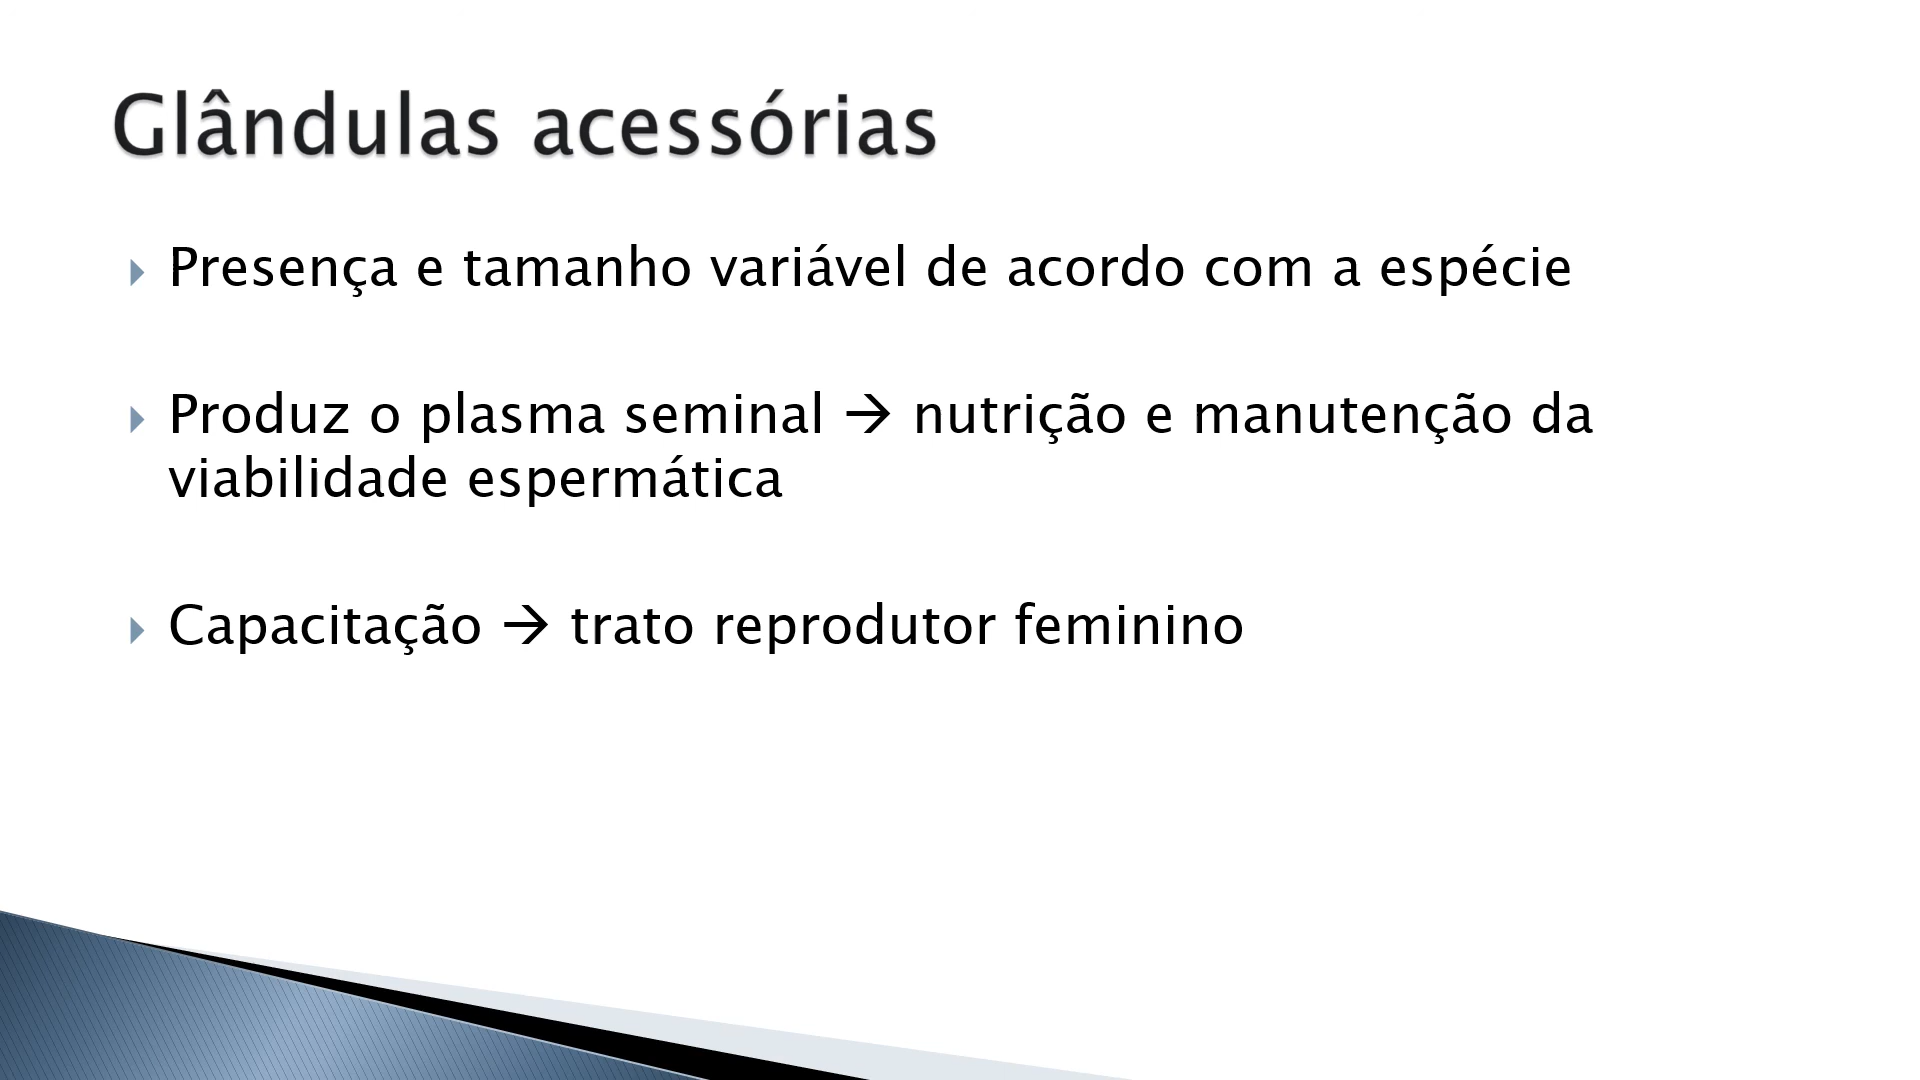 Glândulas acessórias
Presença e tamanho variável de acordo com a espécie
Produz o plasma seminal → nutrição e manutenção da
viabilidade espermática
Capacitação → trato reprodutor feminino